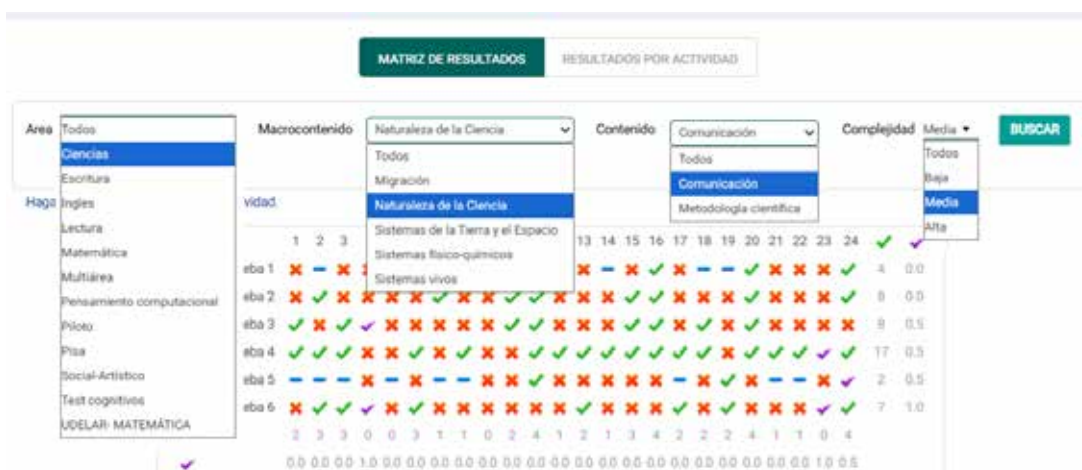 MATRIZ DE RESULTADOS RESULTADOS POR ACTIVIDAD
Area Todos Macrocontenido Naturaleza de la Ciencia Contenido Comunicación Complejidad Media BUSCAR
Ciencias
Escritura
Ingles
Lectura
Matemática
Multiárea
Pensamiento computacional
Piloto
Pisa
Social-Artístico
Test cognitivos
UDELAR- MATEMÁTICA
Todos
Migración
Naturaleza de la Ciencia
Sistemas de la Tierra y el Espacio
Sistemas físico-químicos
Sistemas vivos
Todos
Comunicación
Metodología científica
Todos
Baja
Media
Alta
Haga vidad.
1 2 3 13 14 15 16 17 18 19 20 21 22 23 24
eba 1 4 0.0
eba 2 8 0.0
eba 3 0.5
eba 4 17 0.5
eba 5 2 0.5
eba 6 7 1.0
2 3 3 0 0 3 1 1 0 2 4 1 2 1 3 4 2 2 2 4 1 1 0 4
0.0 0.0 0.0 1.0 0.0 0.0 0.0 0.0 0.0 0.0 0.0 0.0 0.0 0.0 0.0 0.0 0.0 0.0 0.0 0.0 0.0 0.0 1.0 0.5